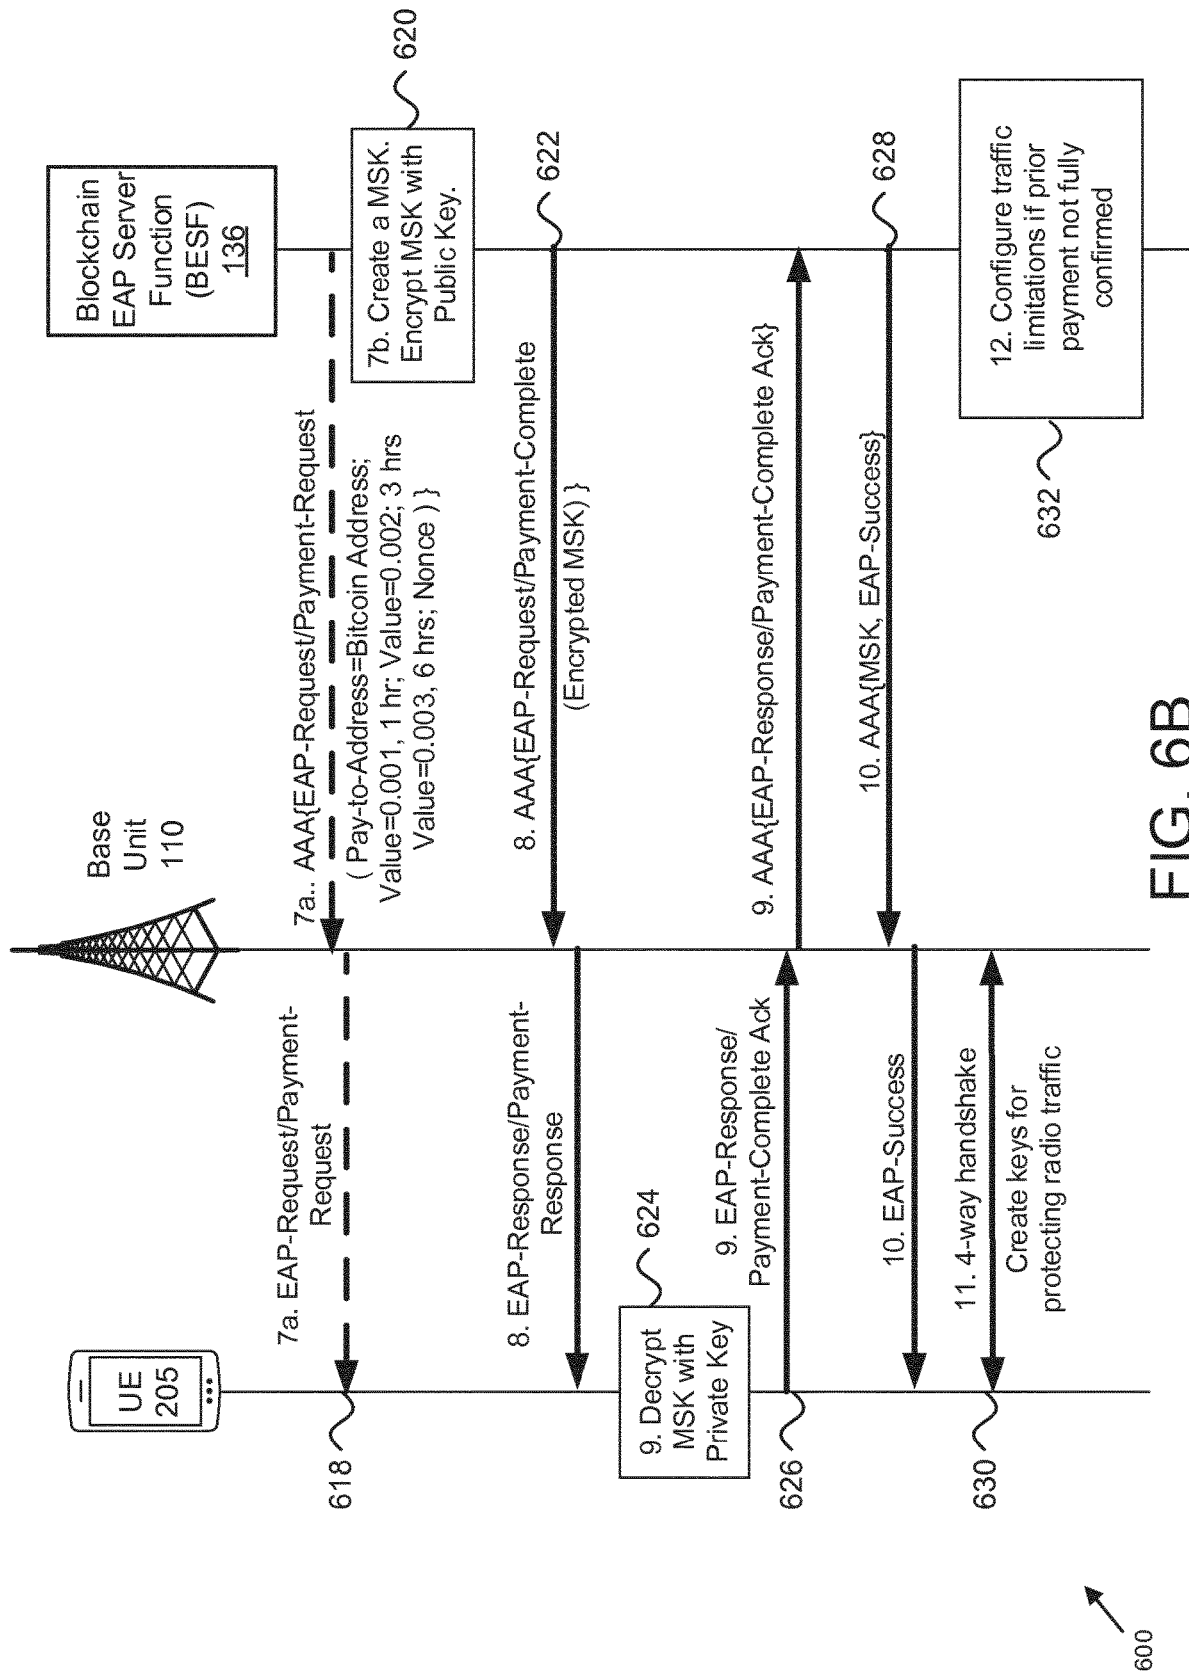 UE
205
Base
Unit
110
Blockchain
EAP Server
Function
(BESF)
136
618
7a. EAP-Request/Payment-
Request
7a.. AAA{EAP-Request/Payment-Request
( Pay-to-Address=Bitcoin Address;
Value=0.001, 1 hr; Value=0.002; 3 hrs
Value=0.003, 6 hrs; Nonce ) }
7b. Create a MSK.
Encrypt MSK with
Public Key.
620
8. EAP-Response/Payment-
Response
8. AAA{EAP-Request/Payment-Complete
(Encrypted MSK) }
622
9. Decrypt
MSK with
Private Key
624
626
9. EAP-Response/
Payment-Complete Ack
9. AAA{EAP-Response/Payment-Complete Ack}
10. EAP-Success
10. AAA{MSK, EAP-Success}
628
630
11. 4-way handshake
Create keys for
protecting radio traffic
632
12. Configure traffic
limitations if prior
payment not fully
confirmed
600
FIG. 6B